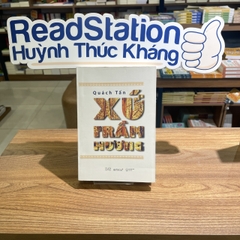 ReadStation
Huỳnh Thúc Kháng
Quách Tấn
XỨ
TRẦM
HƯƠNG